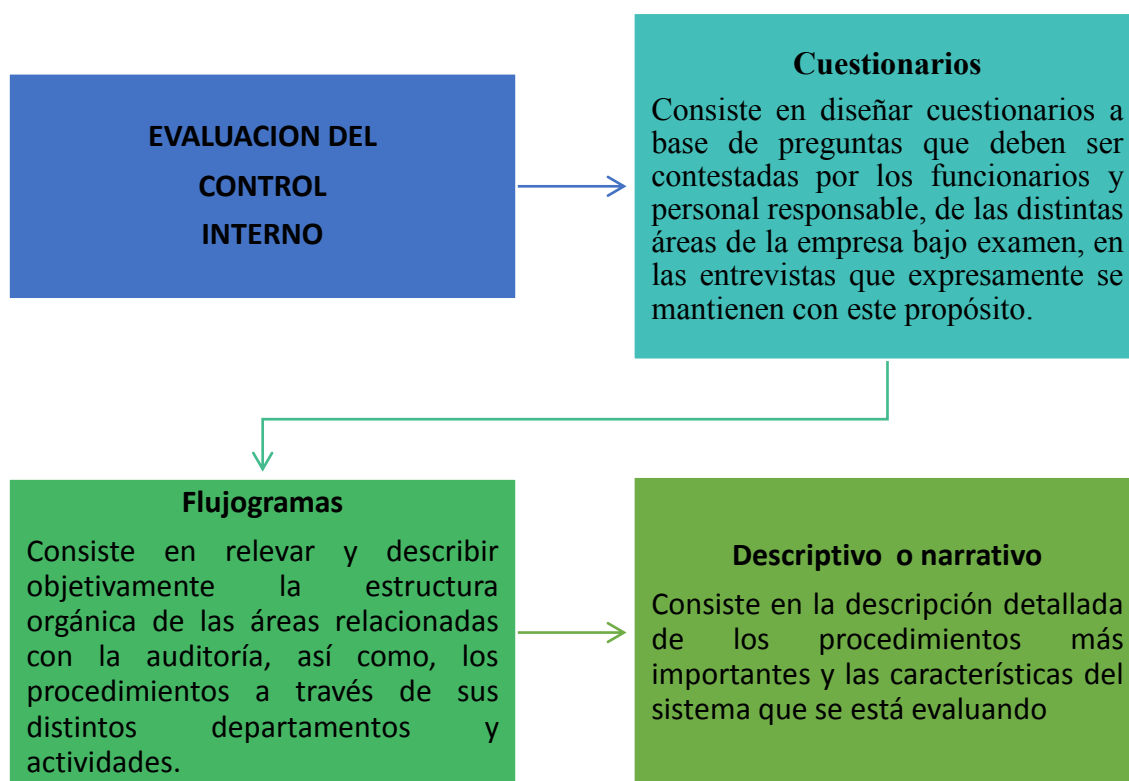 EVALUACION DEL
CONTROL
INTERNO
Cuestionarios
Consiste en diseñar cuestionarios a
base de preguntas que deben ser
contestadas por los funcionarios y
personal responsable, de las distintas
áreas de la empresa bajo examen, en
las entrevistas que expresamente se
mantienen con este propósito.
Flujogramas
Consiste en relevar y describir
objetivamente la estructura
orgánica de las áreas relacionadas
con la auditoría, así como, los
procedimientos a través de sus
distintos departamentos y
actividades.
Descriptivo o narrativo
Consiste en la descripción detallada
de los procedimientos más
importantes y las características del
sistema que se está evaluando